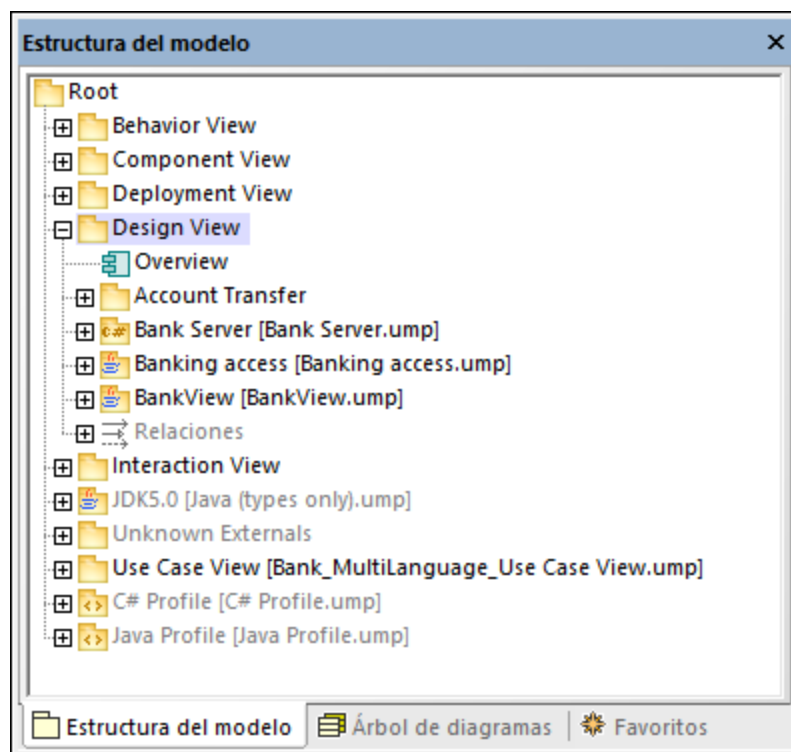 Estructura del modelo
Root
Behavior View
Component View
Deployment View
Design View
Overview
Account Transfer
c# Bank Server [Bank Server.ump]
Banking access [Banking access.ump]
BankView [BankView.ump]
Relaciones
Interaction View
JDK5.0 [Java (types only).ump]
Unknown Externals
Use Case View [Bank_MultiLanguage_Use Case View.ump]
C# Profile [C# Profile.ump]
Java Profile [Java Profile.ump]
Estructura del modelo Árbol de diagramas Favoritos